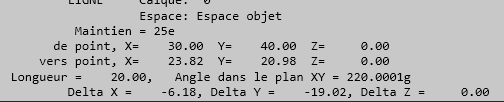 LIGNE Calque: "0"
Espace: Espace objet
Maintien = 25e
de point, X= 30.00 Y= 40.00 Z= 0.00
vers point, X= 23.82 Y= 20.98 Z= 0.00
Longueur = 20.00, Angle dans le plan XY = 220.0001g
Delta X = -6.18, Delta Y = -19.02, Delta Z = 0.00